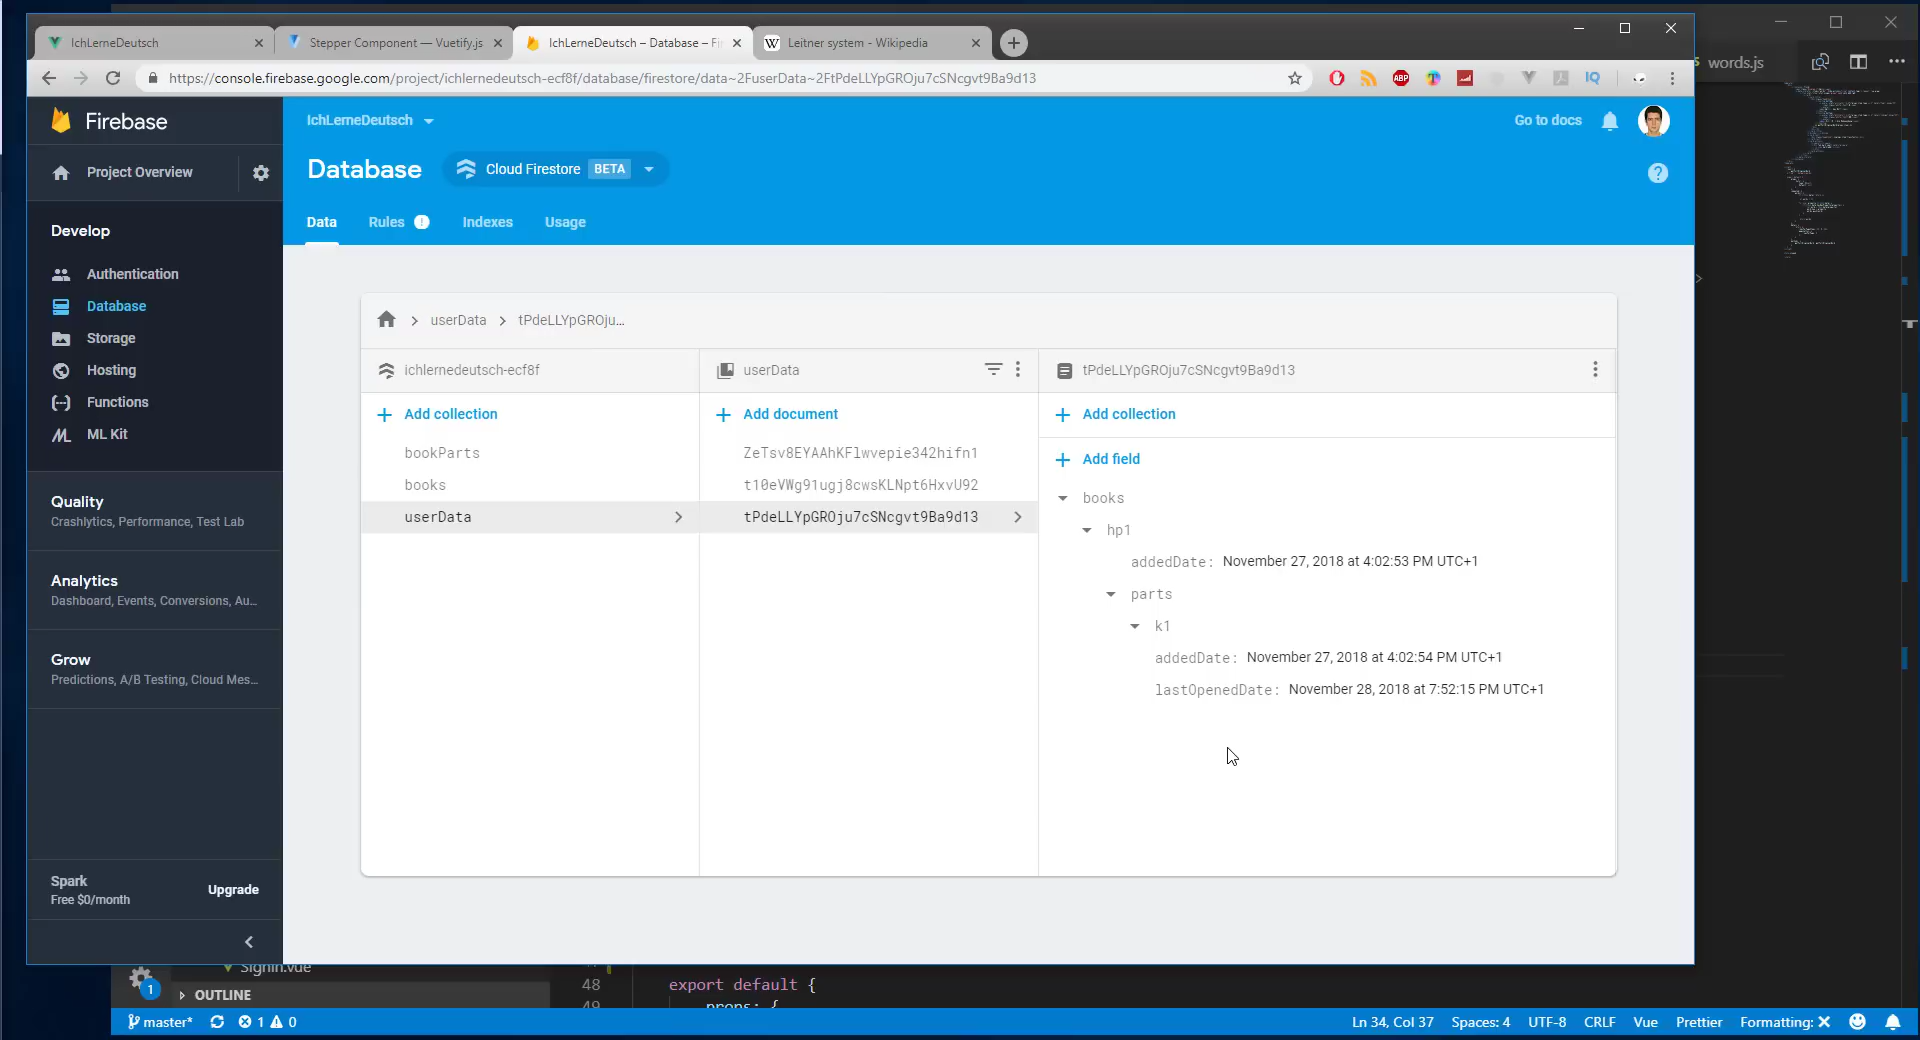 IchLerneDeutsch
Stepper Component — Vuetify.js
IchLerneDeutsch – Database – Fi
Leitner system - Wikipedia
https://console.firebase.google.com/project/ichlernedeutsch-ecf8f/database/firestore/data~2FuserData~2FtPdeLLYpGROju7cSNcgvt9Ba9d13
words.js
Firebase
Project Overview
Develop
Authentication
Database
Storage
Hosting
Functions
ML Kit
Quality
Crashlytics, Performance, Test Lab
Analytics
Dashboard, Events, Conversions, Au...
Grow
Predictions, A/B Testing, Cloud Mes...
Spark
Free $0/month
Upgrade
IchLerneDeutsch
Go to docs
Database
Cloud Firestore BETA
Data
Rules
Indexes
Usage
userData
tPdeLLYpGROju...
ichlernedeutsch-ecf8f
Add collection
bookParts
books
userData
userData
Add document
ZeTsv8EYAAhKFlwvepie342hifn1
t10eVWg91ugj8cwsKLNpt6HxvU92
tPdeLLYpGROju7cSNcgvt9Ba9d13
tPdeLLYpGROju7cSNcgvt9Ba9d13
Add collection
Add field
books
hp1
addedDate: November 27, 2018 at 4:02:53 PM UTC+1
parts
k1
addedDate: November 27, 2018 at 4:02:54 PM UTC+1
lastOpenedDate: November 28, 2018 at 7:52:15 PM UTC+1
Signin.vue
1
OUTLINE
48 export default {
49 props: {
master* 1 0
Ln 34, Col 37 Spaces: 4 UTF-8 CRLF Vue Prettier Formatting: ✕